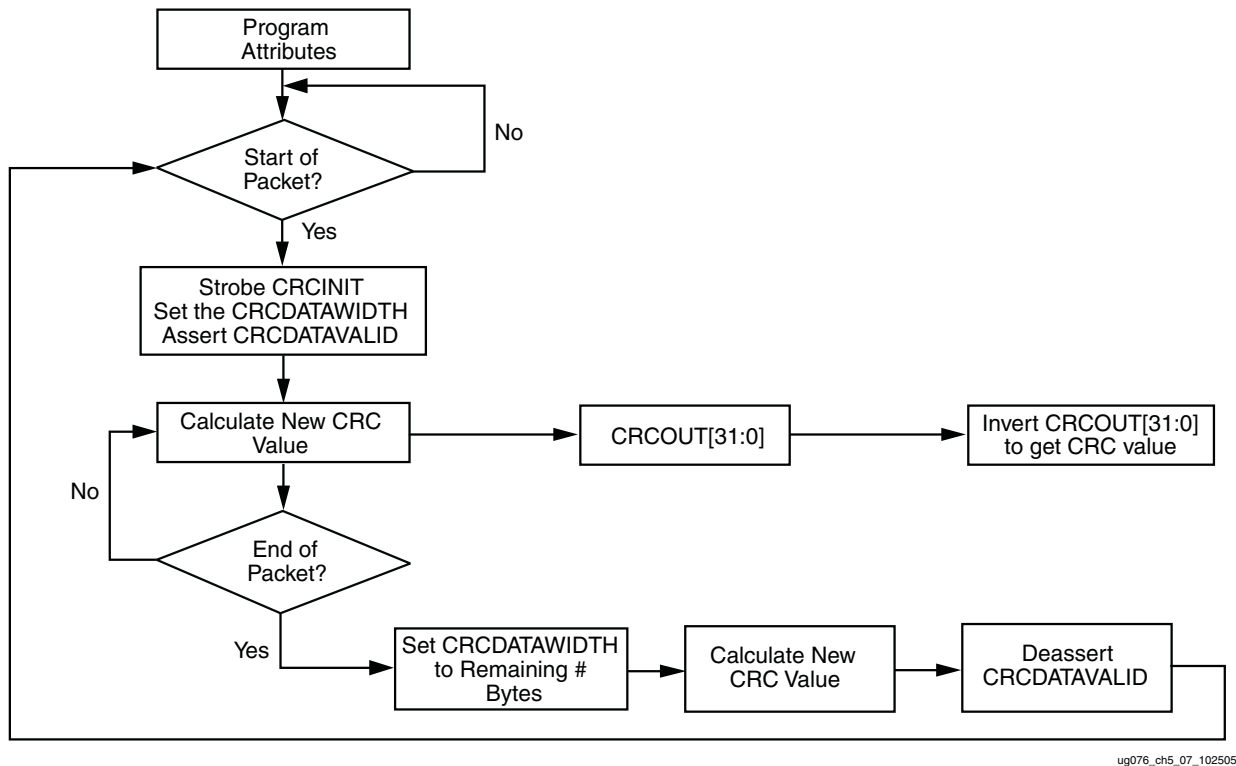 Program
Attributes
No
Start of
Packet?
Yes
Strobe CRCINIT
Set the CRCDATAWIDTH
Assert CRCDATAVALID
Calculate New CRC
Value
CRCOUT[31:0]
Invert CRCOUT[31:0]
to get CRC value
No
End of
Packet?
Yes
Set CRCDATAWIDTH
to Remaining #
Bytes
Calculate New
CRC Value
Deassert
CRCDATAVALID
ug076_ch5_07_102505